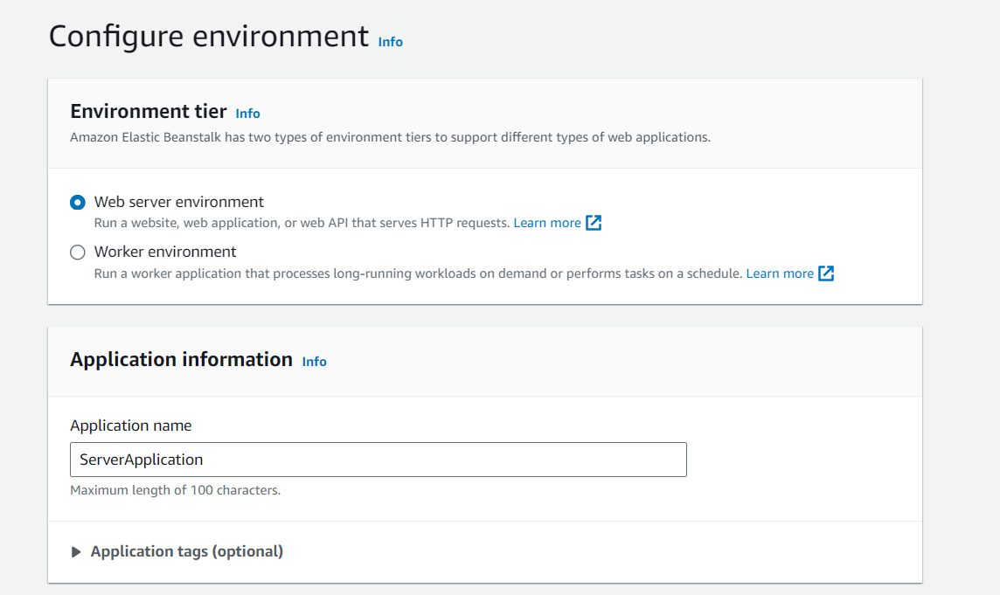 Configure environment Info
Environment tier Info
Amazon Elastic Beanstalk has two types of environment tiers to support different types of web applications.
Web server environment
Run a website, web application, or web API that serves HTTP requests. Learn more
Worker environment
Run a worker application that processes long-running workloads on demand or performs tasks on a schedule. Learn more
Application information Info
Application name
ServerApplication
Maximum length of 100 characters.
Application tags (optional)